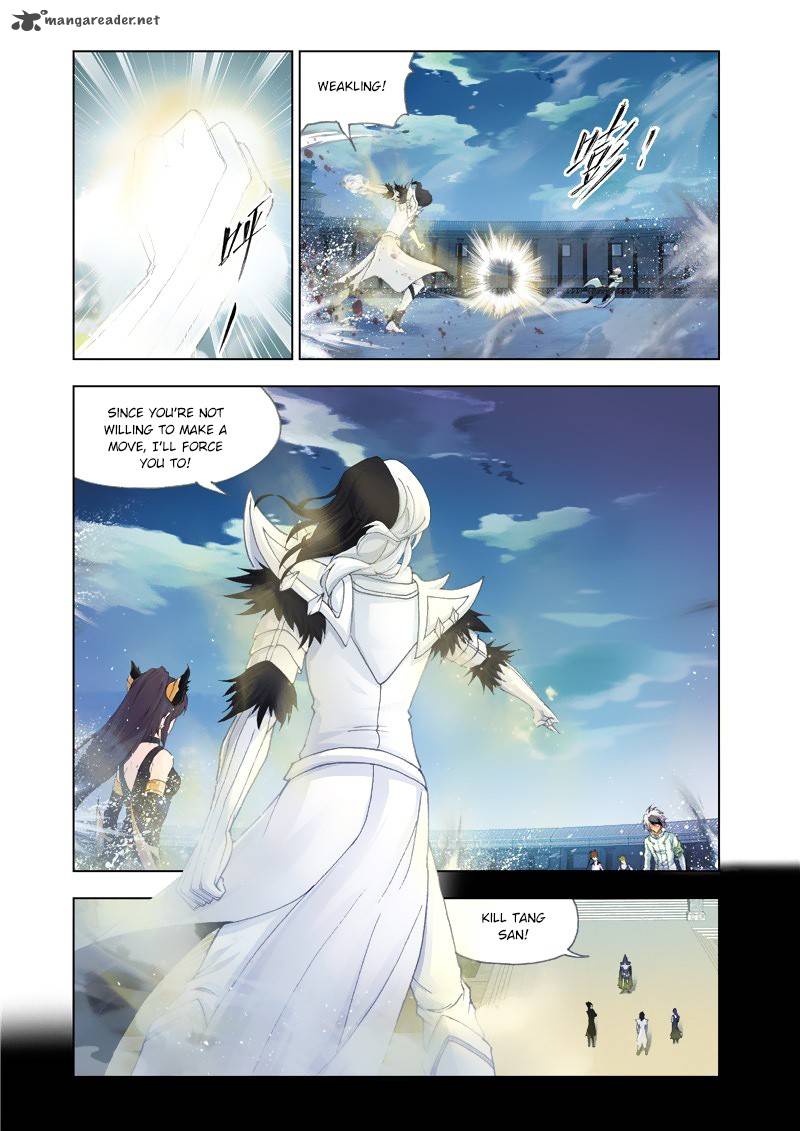 mangareader.net
呯
WEAKLING!
嘭!
SINCE YOU'RE NOT
WILLING TO MAKE A
MOVE, I'LL FORCE
YOU TO!
KILL TANG
SAN!